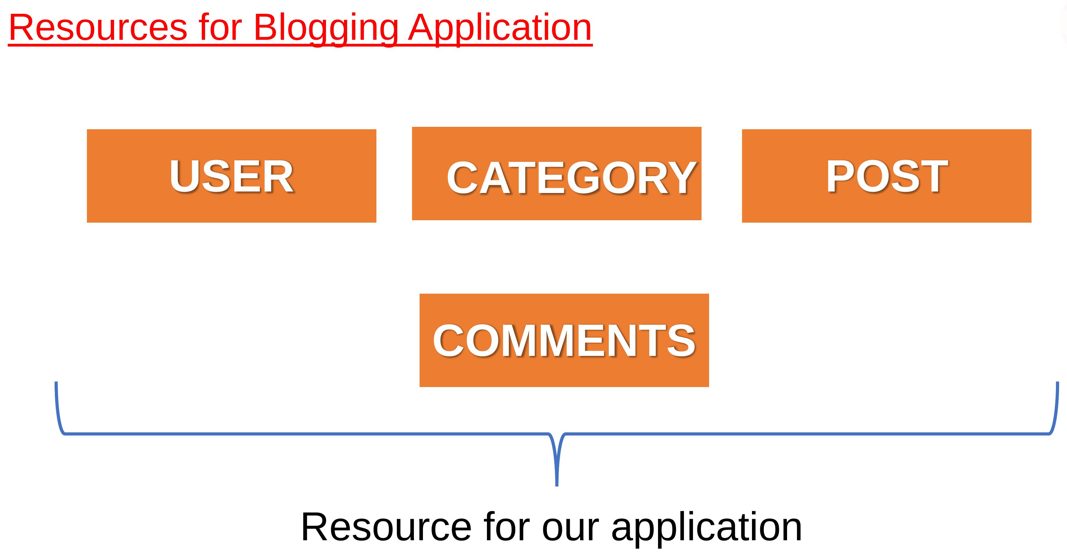 Resources for Blogging Application
USER
CATEGORY
POST
COMMENTS
Resource for our application